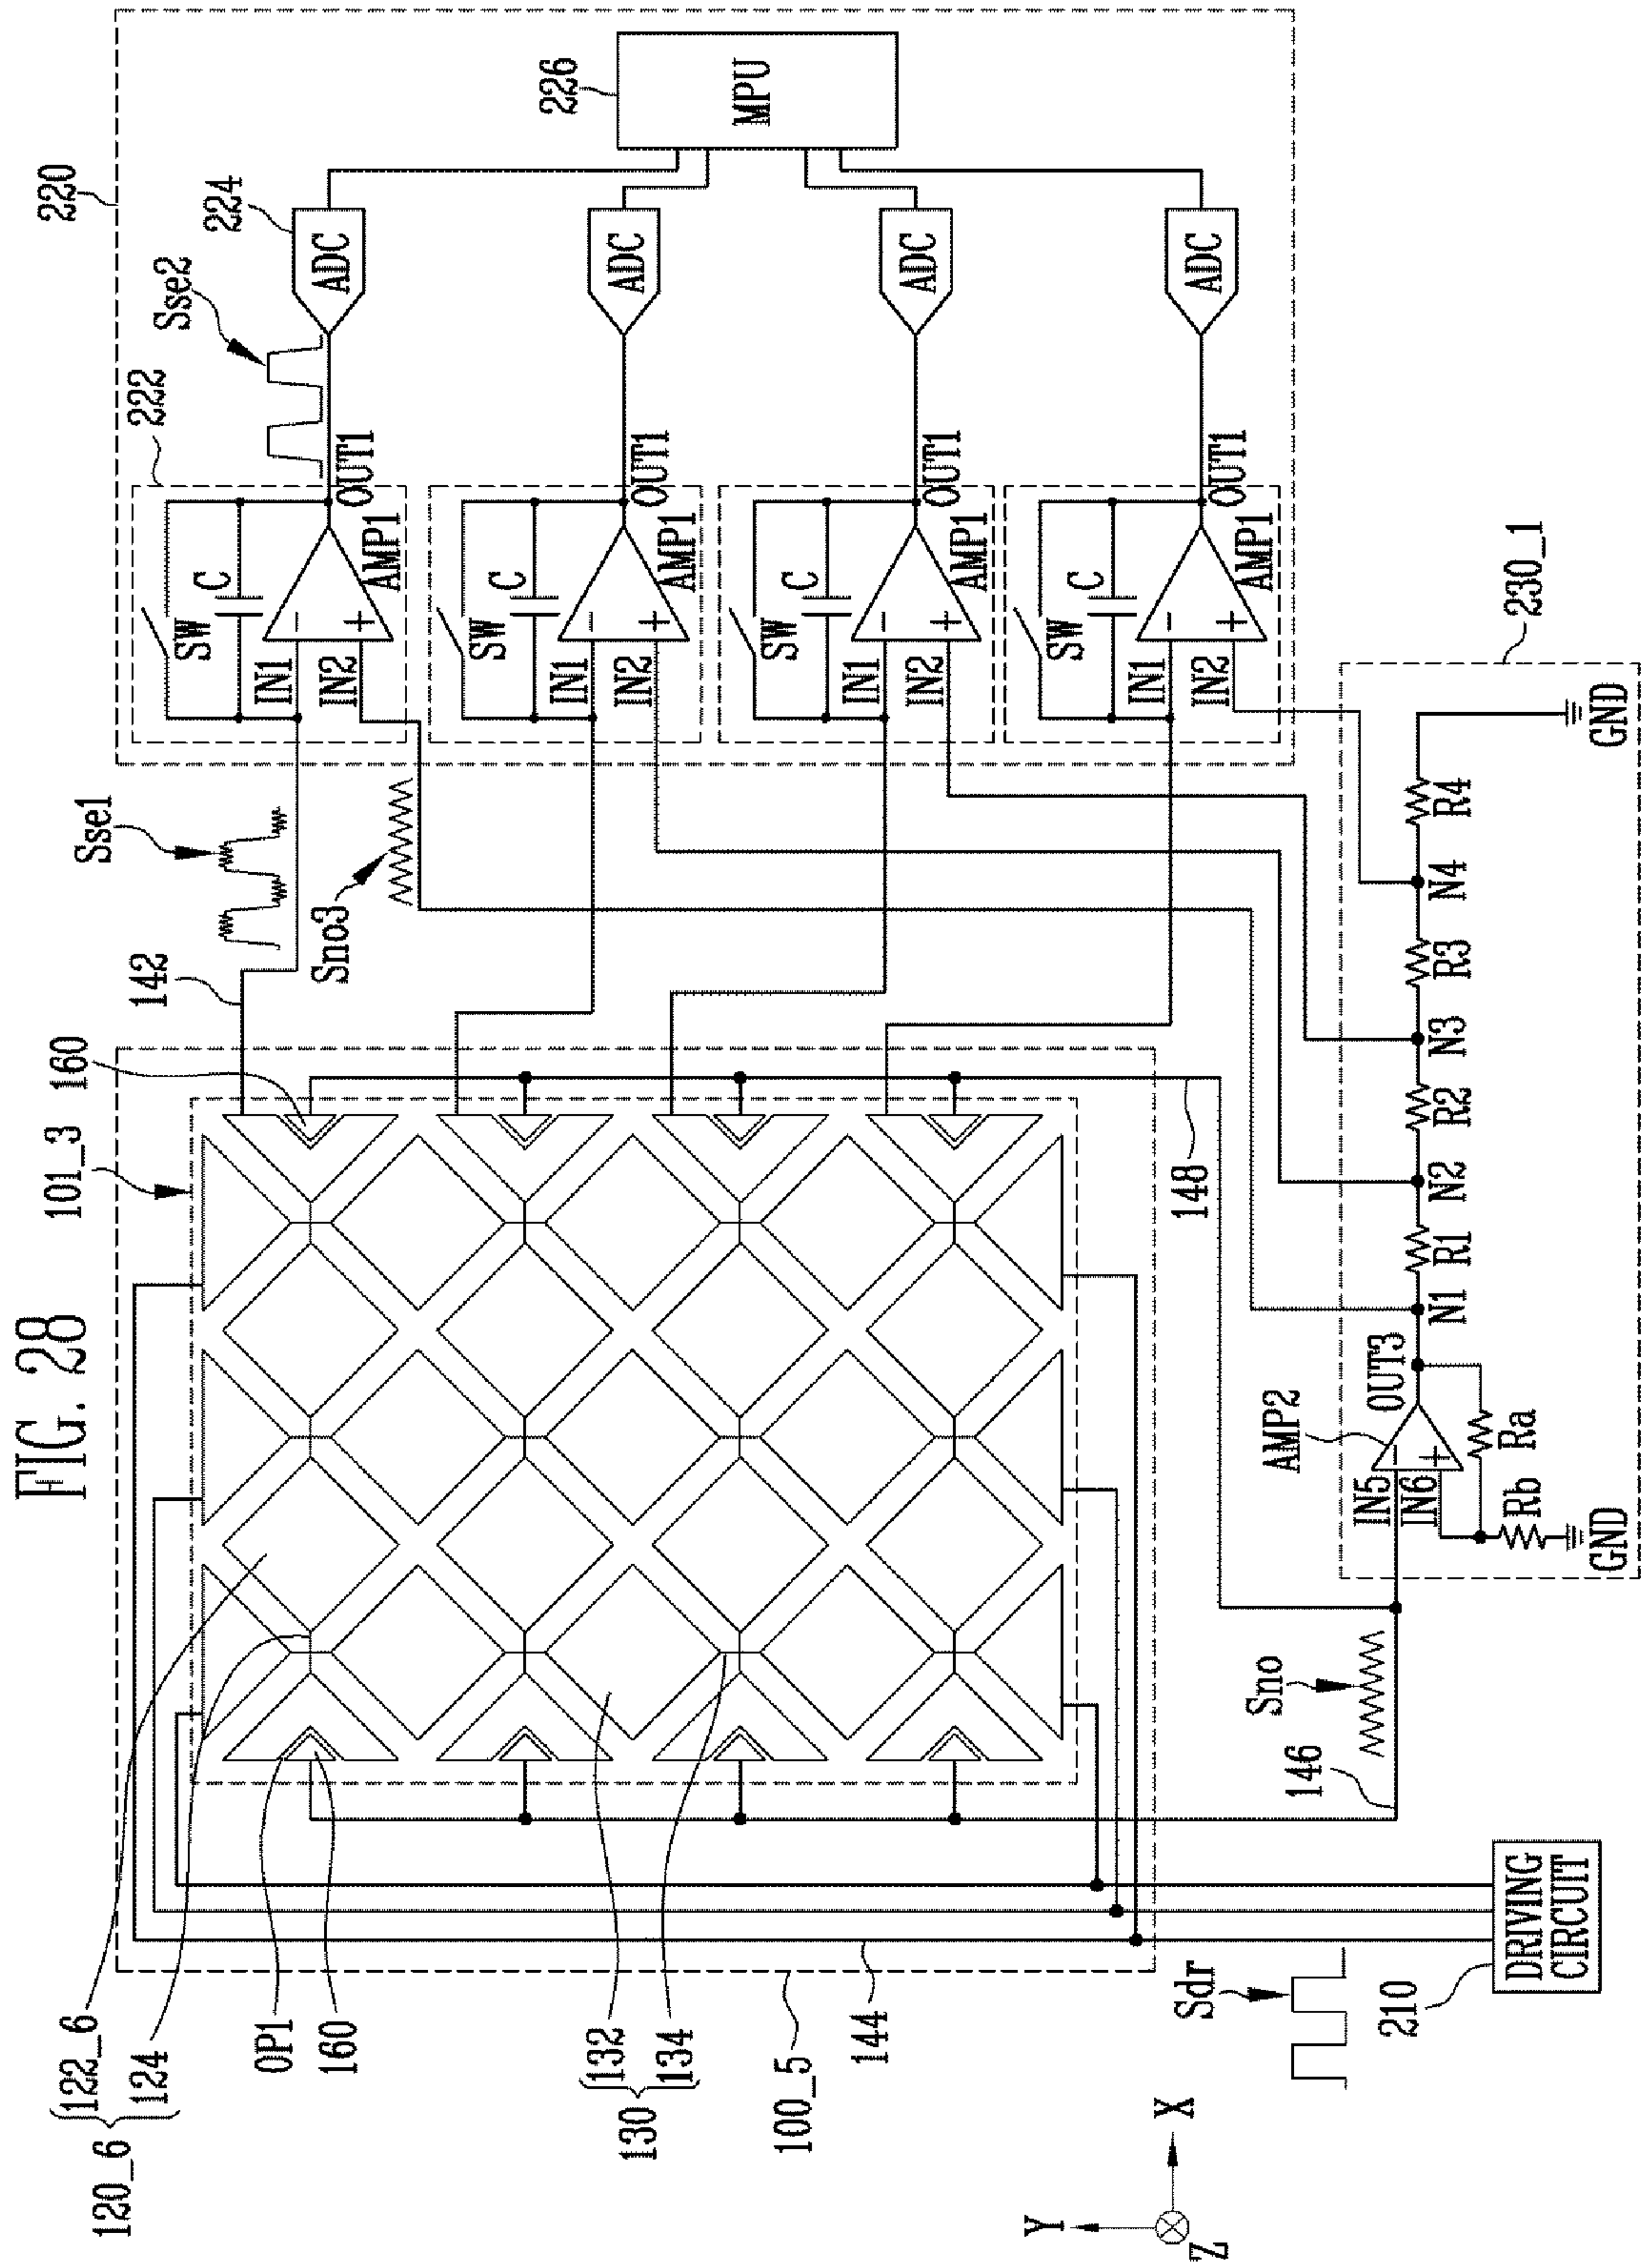 FIG. 28
220
222
224
226
Sse2
MPU
ADC
ADC
ADC
ADC
SW
C
IN1
IN2
AMP1
OUT1
SW
C
IN1
IN2
AMP1
OUT1
SW
C
IN1
IN2
AMP1
OUT1
SW
C
IN1
IN2
AMP1
OUT1
Sse1
Sno3
142
101_3
160
148
122_6
124
120_6
OP1
160
132
134
130
100_5
144
146
Sno
Sdr
210
DRIVING
CIRCUIT
230_1
AMP2
IN5
IN6
OUT3
Ra
Rb
GND
N1
R1
N2
R2
N3
R3
N4
R4
GND
Y
X
Z